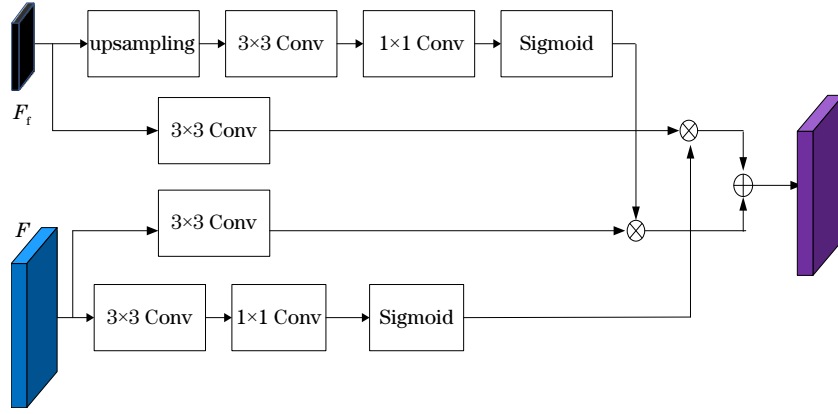 upsampling
3×3 Conv
1×1 Conv
Sigmoid
F_f
3×3 Conv
3×3 Conv
F
3×3 Conv
1×1 Conv
Sigmoid